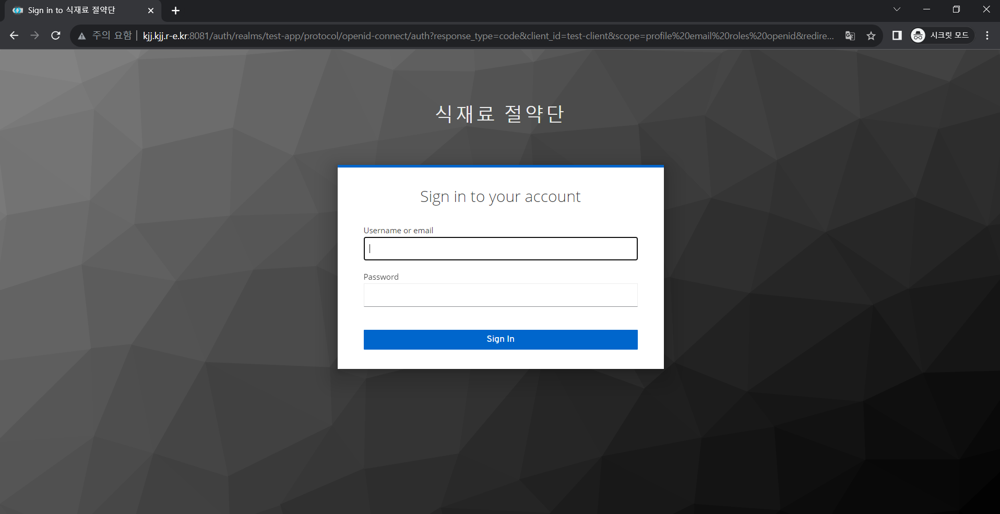 Sign in to 식재료 절약단
주의 요함 kjj.kjj.r-e.kr:8081/auth/realms/test-app/protocol/openid-connect/auth?response_type=code&client_id=test-client&scope=profile%20email%20roles%20openid&redire...
시크릿 모드
식재료 절약단
Sign in to your account
Username or email
Password
Sign In